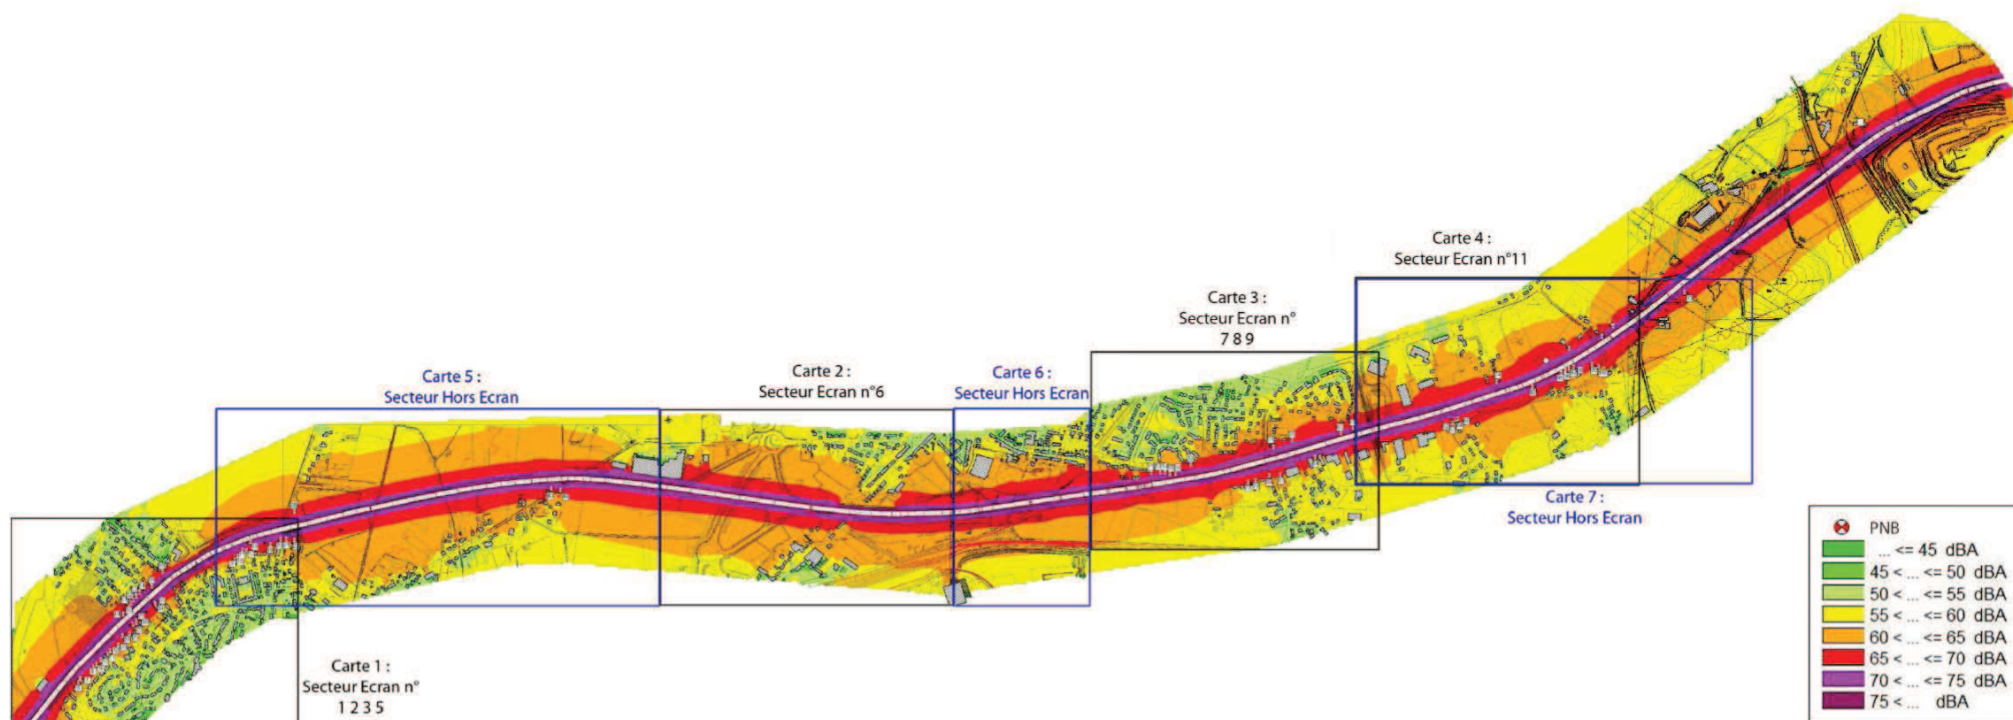 Carte 4 :
Secteur Ecran n°11
Carte 3 :
Secteur Ecran n°
7 8 9
Carte 2 :
Secteur Ecran n°6
Carte 6 :
Secteur Hors Ecran
Carte 5 :
Secteur Hors Ecran
Carte 7 :
Secteur Hors Ecran
Carte 1 :
Secteur Ecran n°
1 2 3 5
PNB
... <= 45 dBA
45 < ... <= 50 dBA
50 < ... <= 55 dBA
55 < ... <= 60 dBA
60 < ... <= 65 dBA
65 < ... <= 70 dBA
70 < ... <= 75 dBA
75 < ... dBA